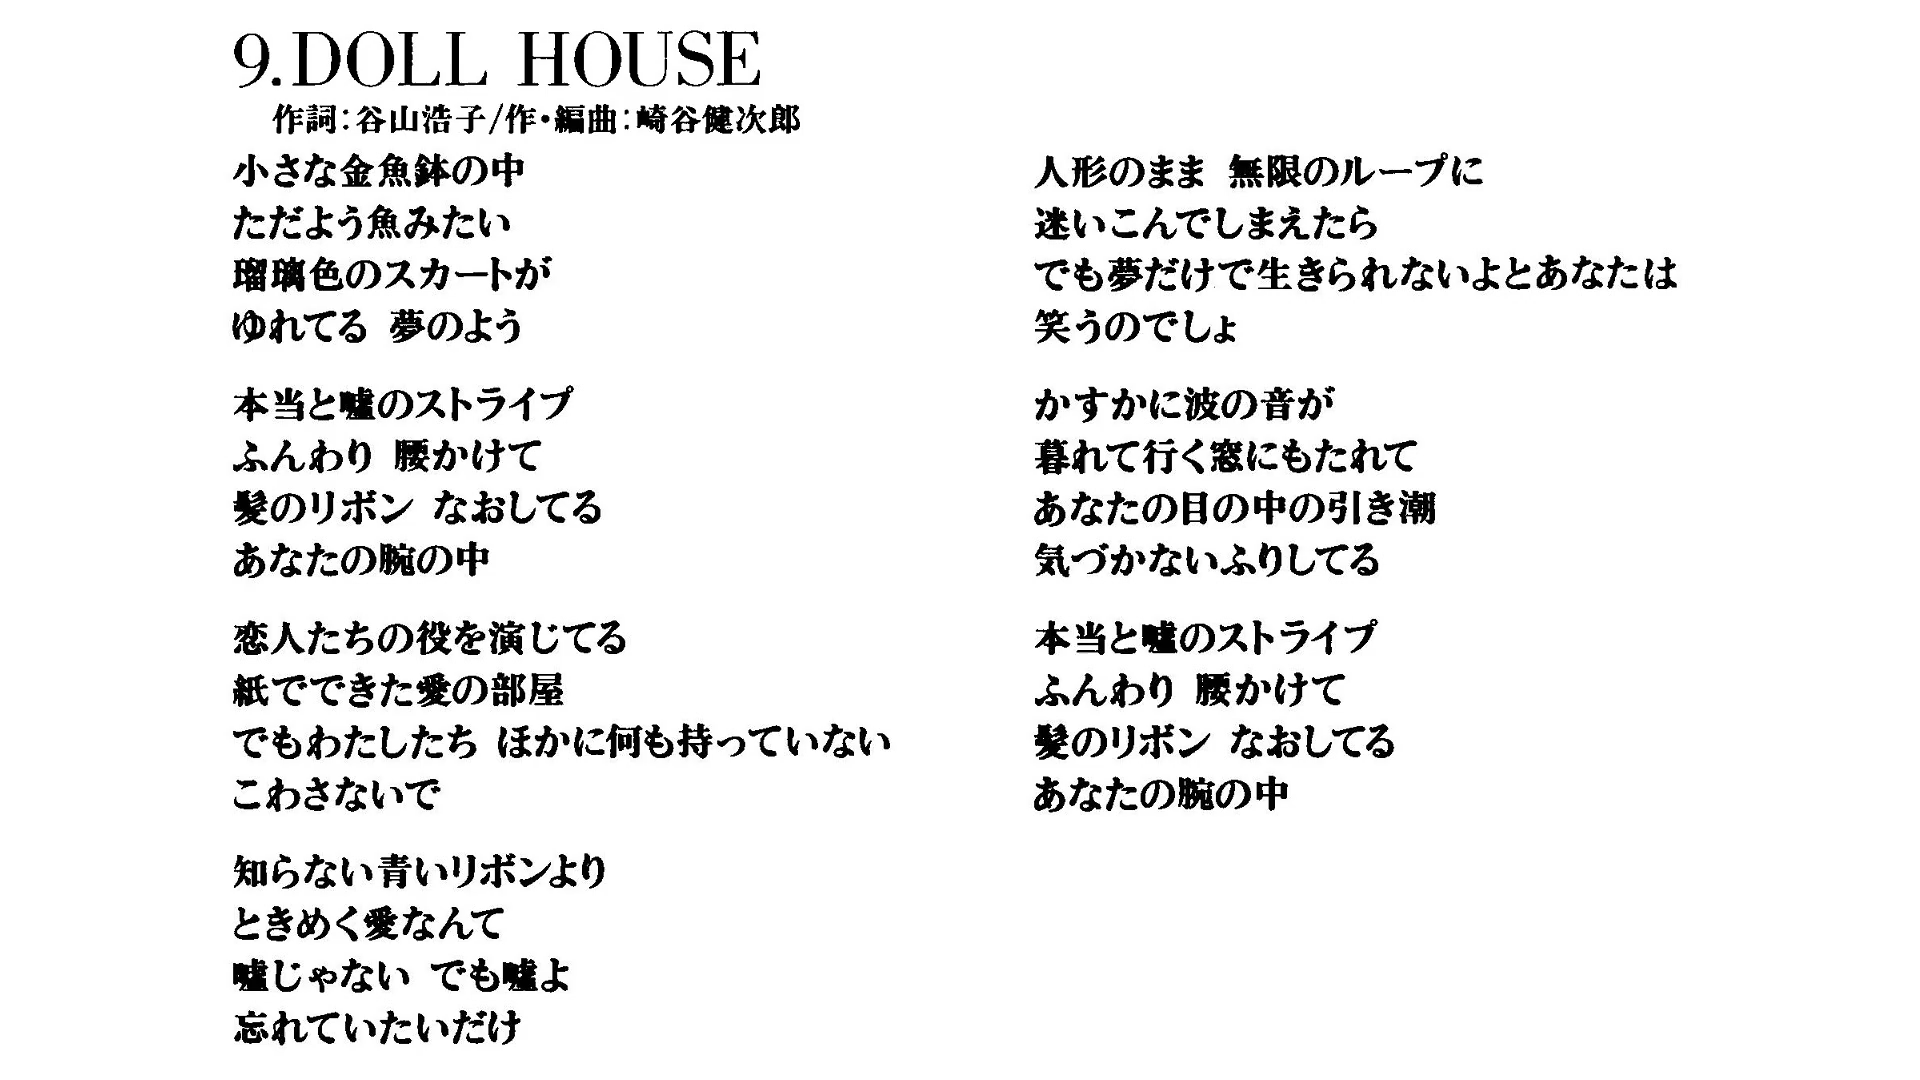 9.DOLL HOUSE
作詞:谷山浩子/作・編曲:崎谷健次郎
小さな金魚鉢の中
ただよう魚みたい
瑠璃色のスカートが
ゆれてる 夢のよう
本当と嘘のストライプ
ふんわり 腰かけて
髪のリボン なおしてる
あなたの腕の中
恋人たちの役を演じてる
紙でできた愛の部屋
でもわたしたち ほかに何も持っていない
こわさないで
知らない青いリボンより
ときめく愛なんて
嘘じゃない でも嘘よ
忘れていたいだけ
人形のまま 無限のループに
迷いこんでしまえたら
でも夢だけで生きられないよとあなたは
笑うのでしょ
かすかに波の音が
暮れて行く窓にもたれて
あなたの目の中の引き潮
気づかないふりしてる
本当と嘘のストライプ
ふんわり 腰かけて
髪のリボン なおしてる
あなたの腕の中